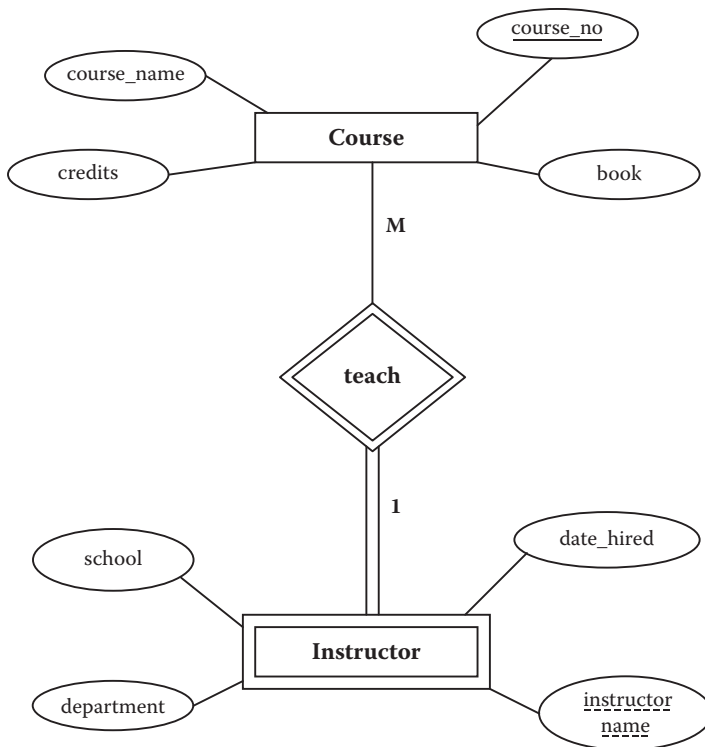 course_no
course_name
Course
credits
book
M
teach
1
school
date_hired
Instructor
department
instructor
name